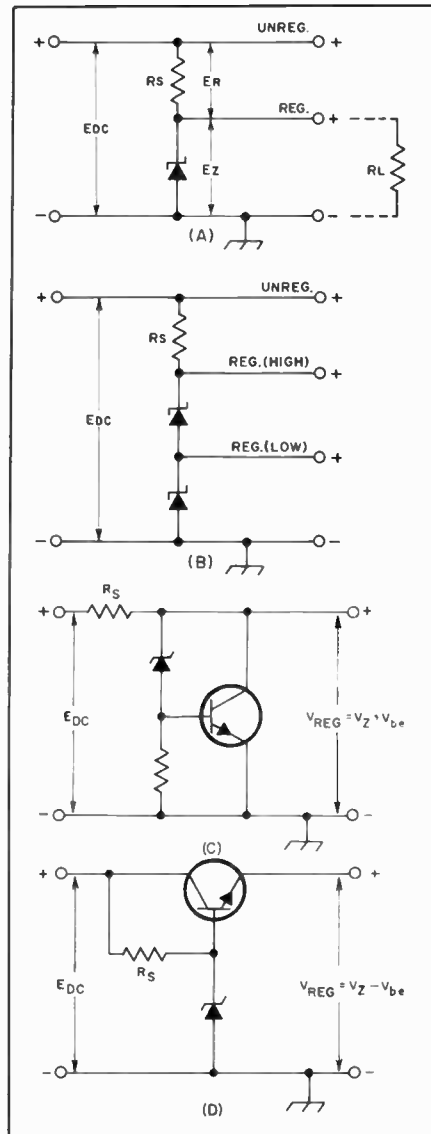 + UNREG. +
RS ER
EDC REG. +
EZ RL
- -
(A)
+ UNREG. +
RS
REG.(HIGH) +
EDC
REG.(LOW) +
- -
(B)
RS
+ +
EDC VREG = VZ, Vbe
- -
(C)
+ +
RS
EDC VREG = VZ - Vbe
- -
(D)